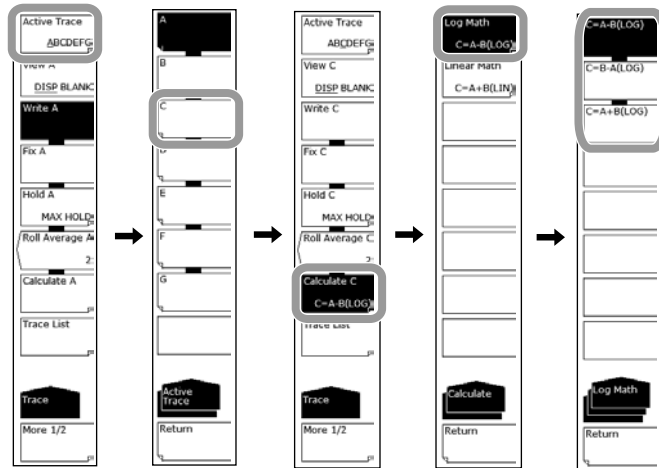 Active Trace
ABCDEFG
View A
DISP BLANK
Write A
Fix A
Hold A
MAX HOLD
Roll Average A
2:
Calculate A
Trace List
Trace
More 1/2
A
B
C
D
E
F
G
Active
Trace
Return
Active Trace
ABCDEFG
View C
DISP BLANK
Write C
Fix C
Hold C
MAX HOLD
Roll Average C
2:
Calculate C
C=A-B(LOG)
Trace List
Trace
More 1/2
Log Math
C=A-B(LOG)
Linear Math
C=A+B(LIN)
Calculate
Return
C=A-B(LOG)
C=B-A(LOG)
C=A+B(LOG)
Log Math
Return